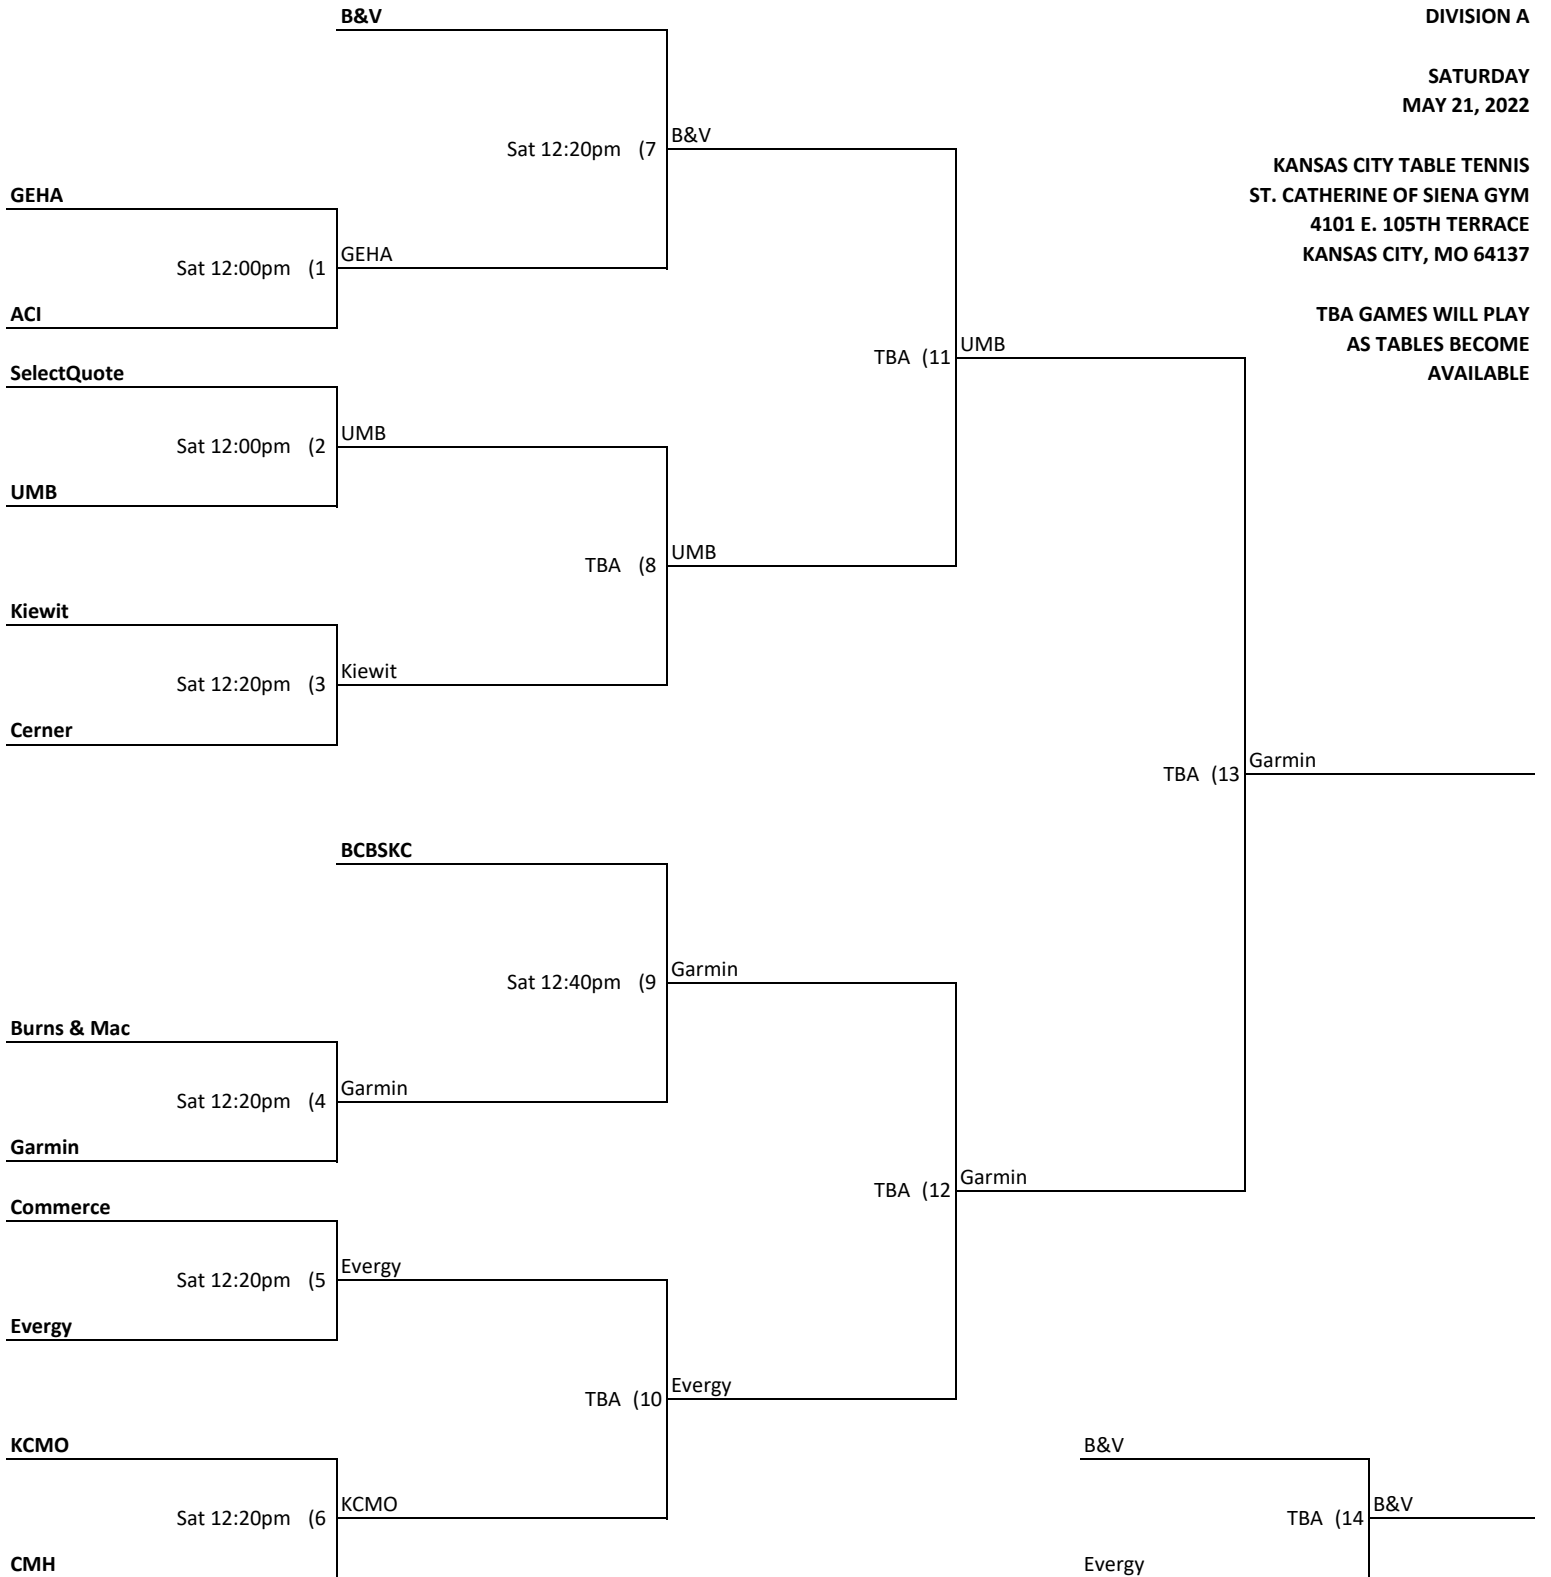 B&V
DIVISION A
SATURDAY
MAY 21, 2022
B&V
Sat 12:20pm (7
KANSAS CITY TABLE TENNIS
GEHA
ST. CATHERINE OF SIENA GYM
4101 E. 105TH TERRACE
GEHA
KANSAS CITY, MO 64137
Sat 12:00pm (1
ACI
TBA GAMES WILL PLAY
UMB
AS TABLES BECOME
TBA (11
SelectQuote
AVAILABLE
UMB
Sat 12:00pm (2
UMB
UMB
TBA (8
Kiewit
Kiewit
Sat 12:20pm (3
Cerner
Garmin
TBA (13
BCBSKC
Garmin
Sat 12:40pm (9
Burns & Mac
Garmin
Sat 12:20pm (4
Garmin
Garmin
TBA (12
Commerce
Evergy
Sat 12:20pm (5
Evergy
Evergy
TBA (10
KCMO
B&V
KCMO
Sat 12:20pm (6
B&V
TBA (14
CMH
Evergy